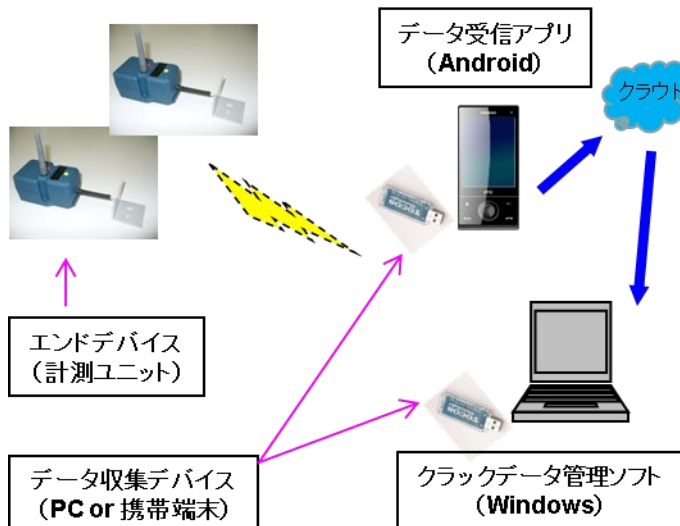 データ受信アプリ
（Android）
クラウド
TOCOS
エンドデバイス
（計測ユニット）
TOCOS
データ収集デバイス
（PC or 携帯端末）
クラックデータ管理ソフト
（Windows）